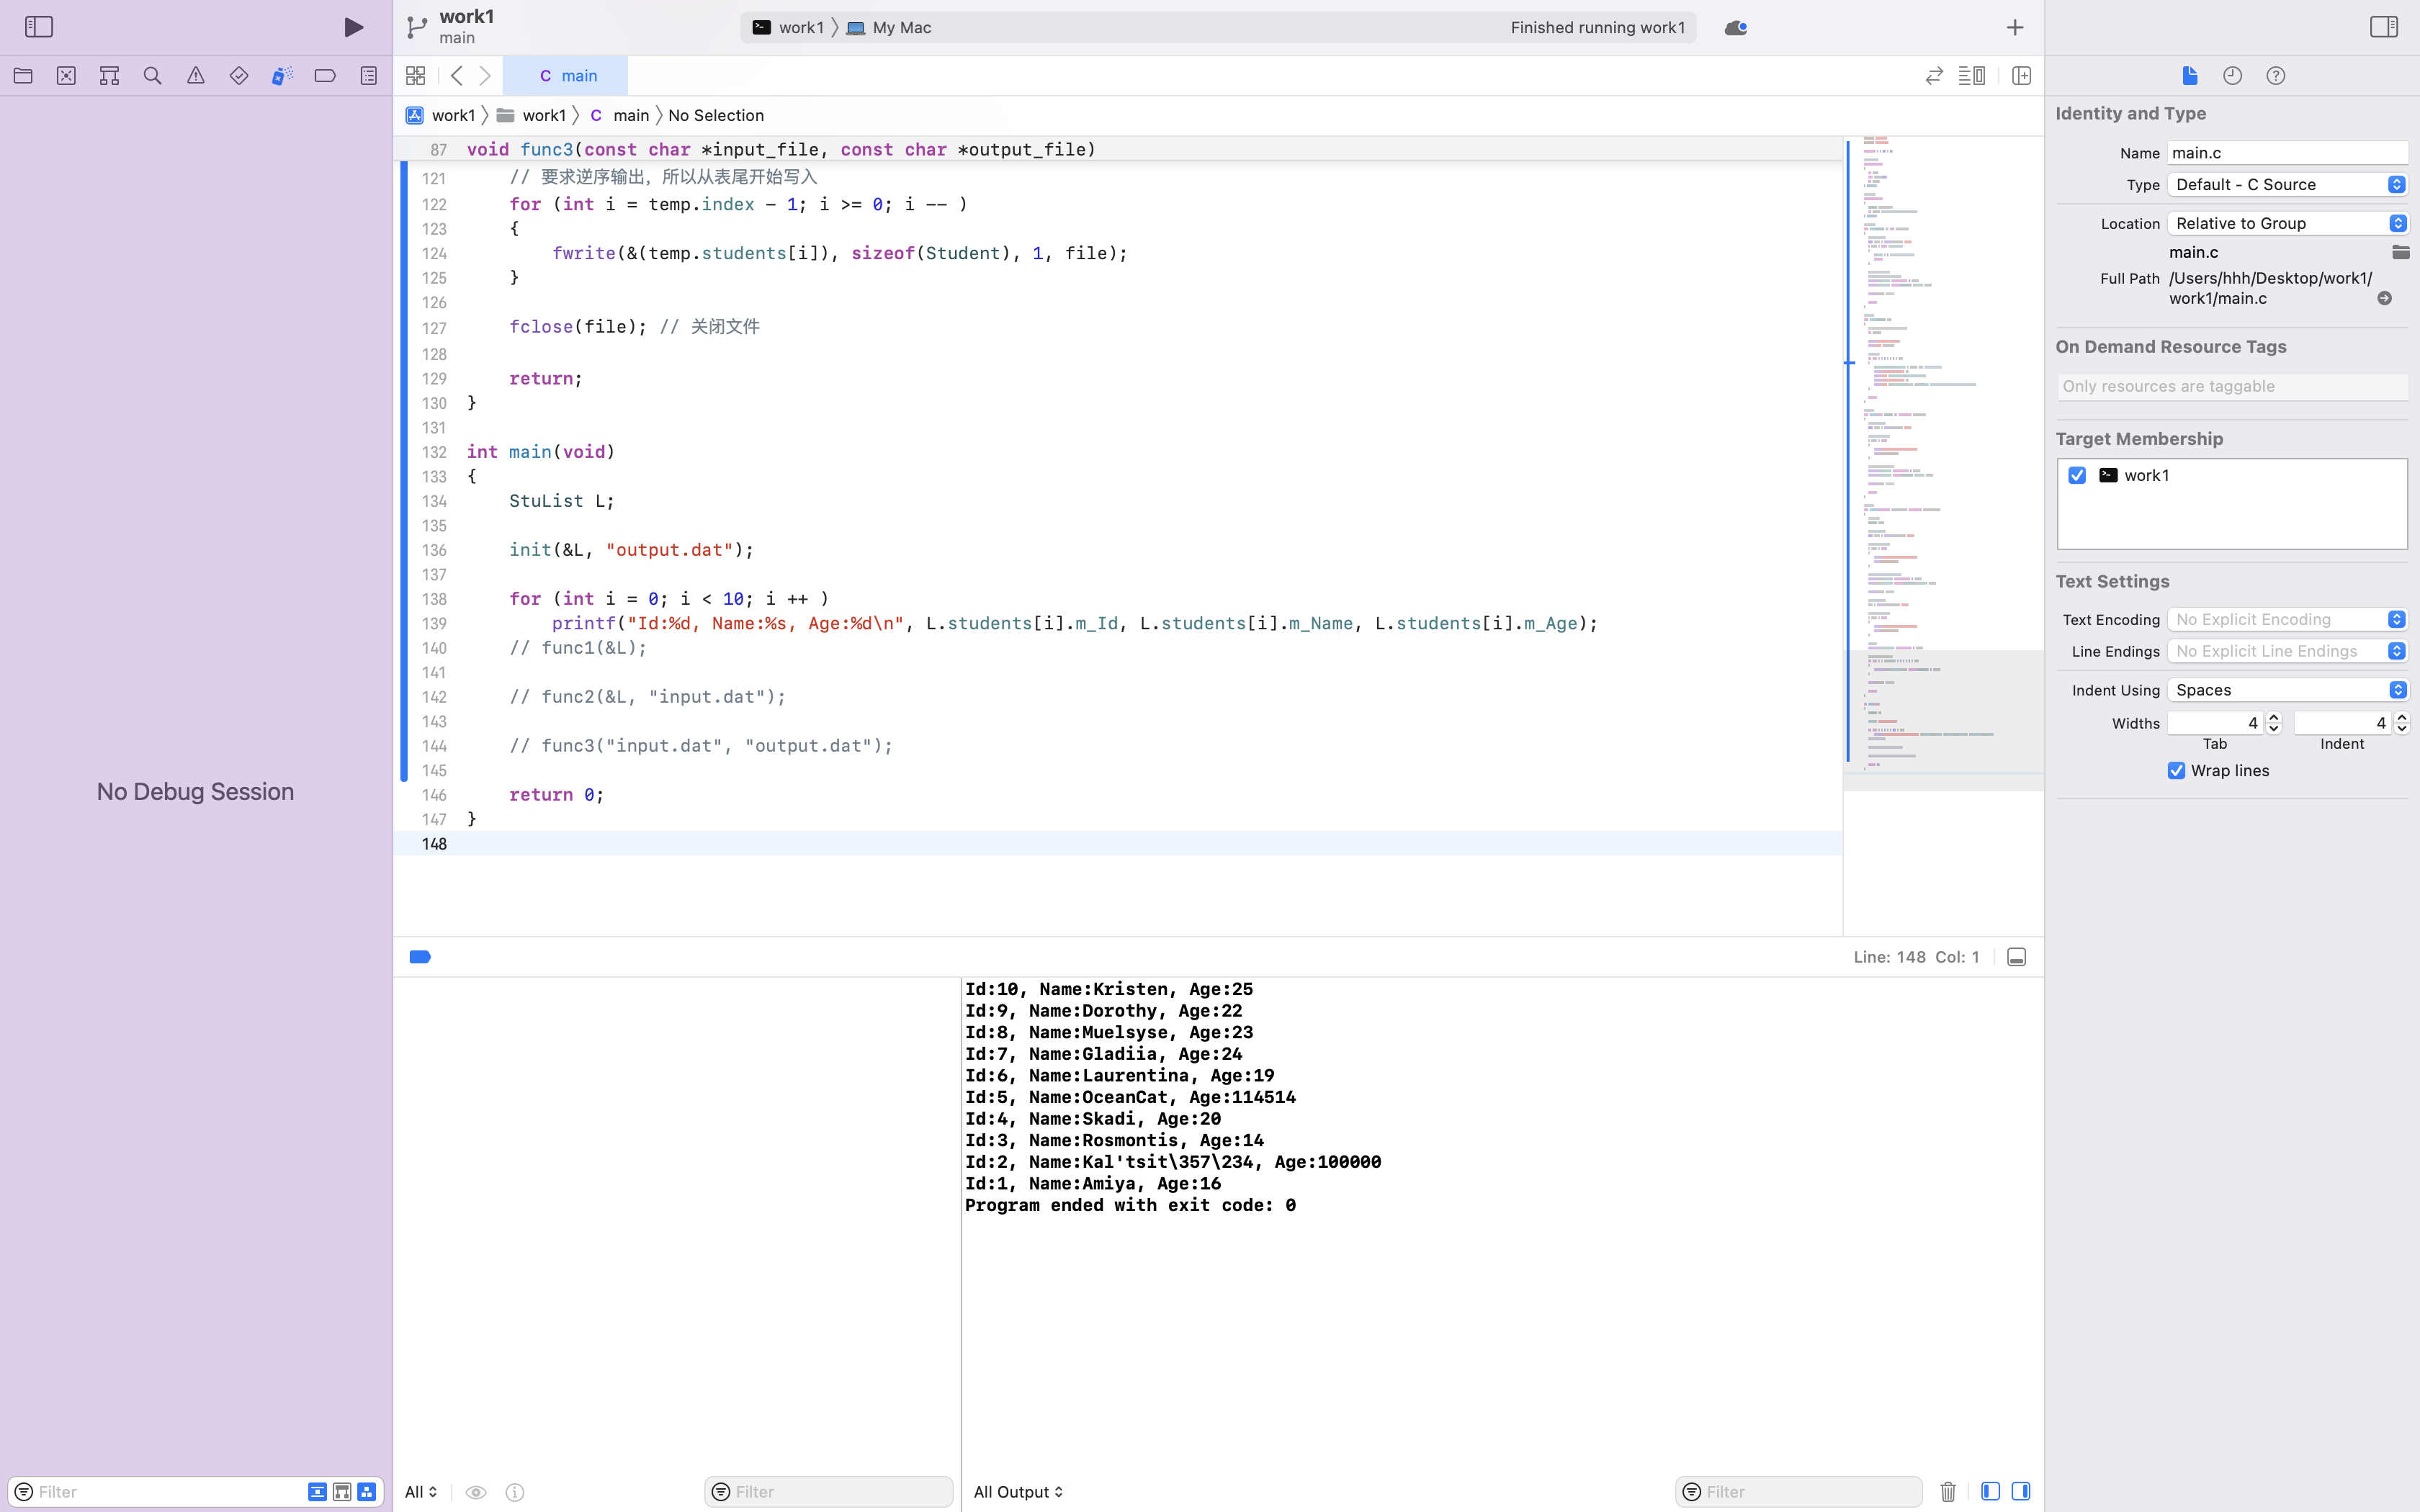 work1
main
work1 My Mac
Finished running work1
C main
work1 work1 C main No Selection
87 void func3(const char *input_file, const char *output_file)
121 // 要求逆序输出，所以从表尾开始写入
122 for (int i = temp.index - 1; i >= 0; i -- )
123 {
124 fwrite(&(temp.students[i]), sizeof(Student), 1, file);
125 }
126
127 fclose(file); // 关闭文件
128
129 return;
130 }
131
132 int main(void)
133 {
134 StuList L;
135
136 init(&L, "output.dat");
137
138 for (int i = 0; i < 10; i ++ )
139 printf("Id:%d, Name:%s, Age:%d\n", L.students[i].m_Id, L.students[i].m_Name, L.students[i].m_Age);
140 // func1(&L);
141
142 // func2(&L, "input.dat");
143
144 // func3("input.dat", "output.dat");
145
146 return 0;
147 }
148
No Debug Session
Filter
Line: 148 Col: 1
Id:10, Name:Kristen, Age:25
Id:9, Name:Dorothy, Age:22
Id:8, Name:Muelsyse, Age:23
Id:7, Name:Gladiia, Age:24
Id:6, Name:Laurentina, Age:19
Id:5, Name:OceanCat, Age:114514
Id:4, Name:Skadi, Age:20
Id:3, Name:Rosmontis, Age:14
Id:2, Name:Kal'tsit\357\234, Age:100000
Id:1, Name:Amiya, Age:16
Program ended with exit code: 0
All
Filter
All Output
Filter
Identity and Type
Name main.c
Type Default - C Source
Location Relative to Group
main.c
Full Path /Users/hhh/Desktop/work1/
work1/main.c
On Demand Resource Tags
Only resources are taggable
Target Membership
work1
Text Settings
Text Encoding No Explicit Encoding
Line Endings No Explicit Line Endings
Indent Using Spaces
Widths 4 4
Tab Indent
Wrap lines